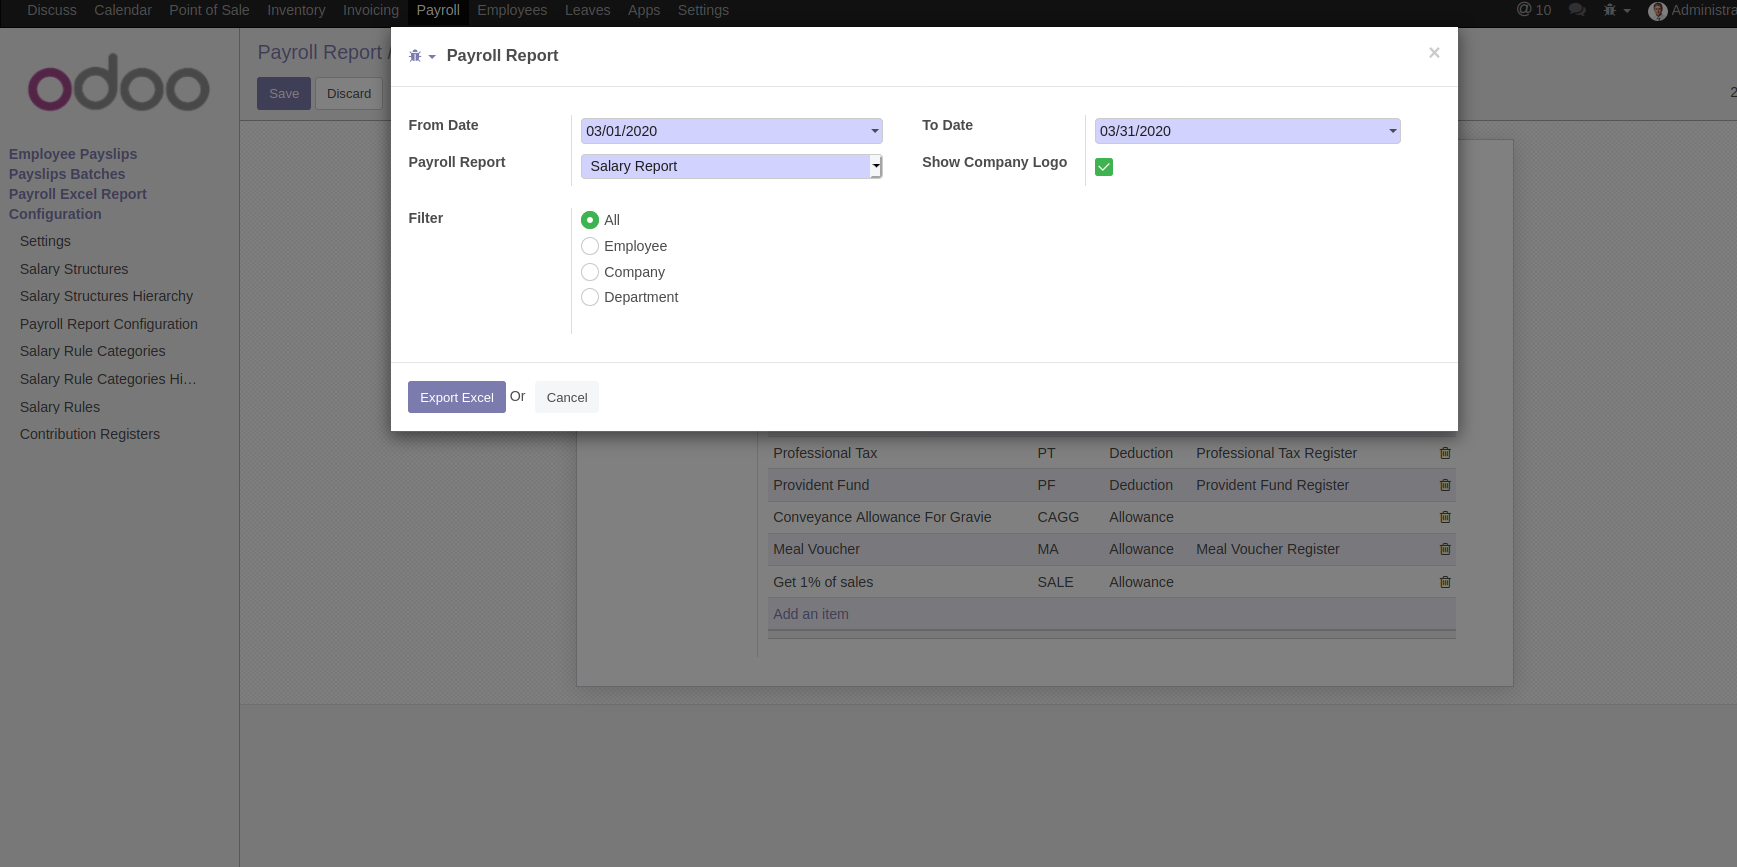 Discuss Calendar Point of Sale Inventory Invoicing Payroll Employees Leaves Apps Settings @ 10 Administra
odoo
Payroll Report /
Save Discard
2
Employee Payslips
Payslips Batches
Payroll Excel Report
Configuration
Settings
Salary Structures
Salary Structures Hierarchy
Payroll Report Configuration
Salary Rule Categories
Salary Rule Categories Hi...
Salary Rules
Contribution Registers
Payroll Report ×
From Date 03/01/2020 To Date 03/31/2020
Payroll Report Salary Report Show Company Logo
Filter All
Employee
Company
Department
Export Excel Or Cancel
Professional Tax PT Deduction Professional Tax Register
Provident Fund PF Deduction Provident Fund Register
Conveyance Allowance For Gravie CAGG Allowance
Meal Voucher MA Allowance Meal Voucher Register
Get 1% of sales SALE Allowance
Add an item